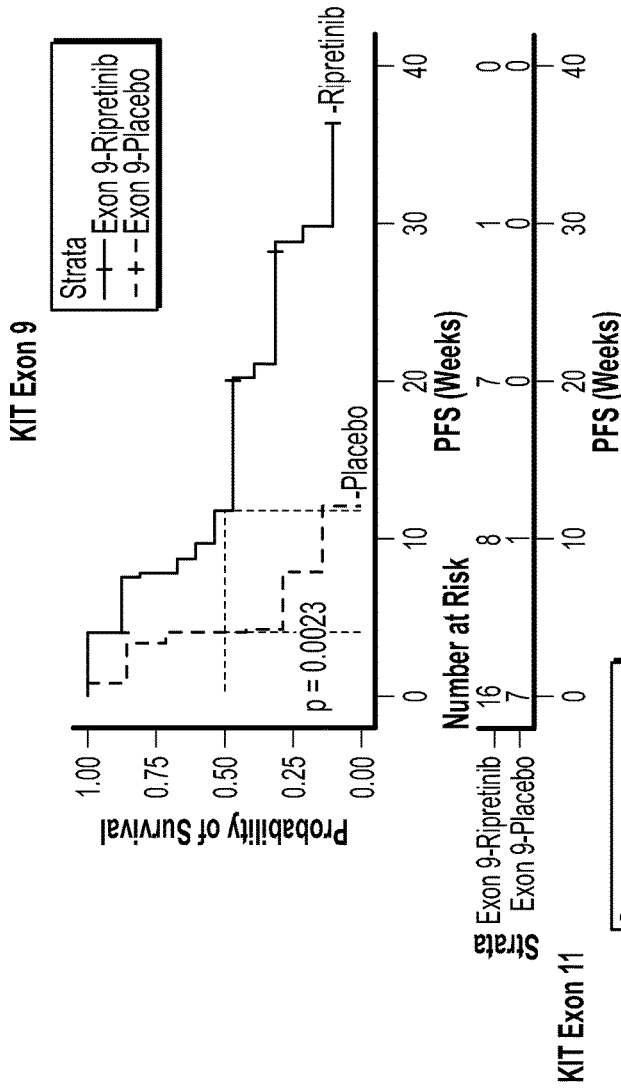 KIT Exon 9
Strata
Exon 9-Ripretinib
Exon 9-Placebo
Probability of Survival
1.00
0.75
0.50
0.25
0.00
p = 0.0023
-Ripretinib
-Placebo
0 10 20 30 40
PFS (Weeks)
Number at Risk
Strata
Exon 9-Ripretinib 16 8 7 1 0
Exon 9-Placebo 7 1 0 0 0
0 10 20 30 40
PFS (Weeks)
KIT Exon 11